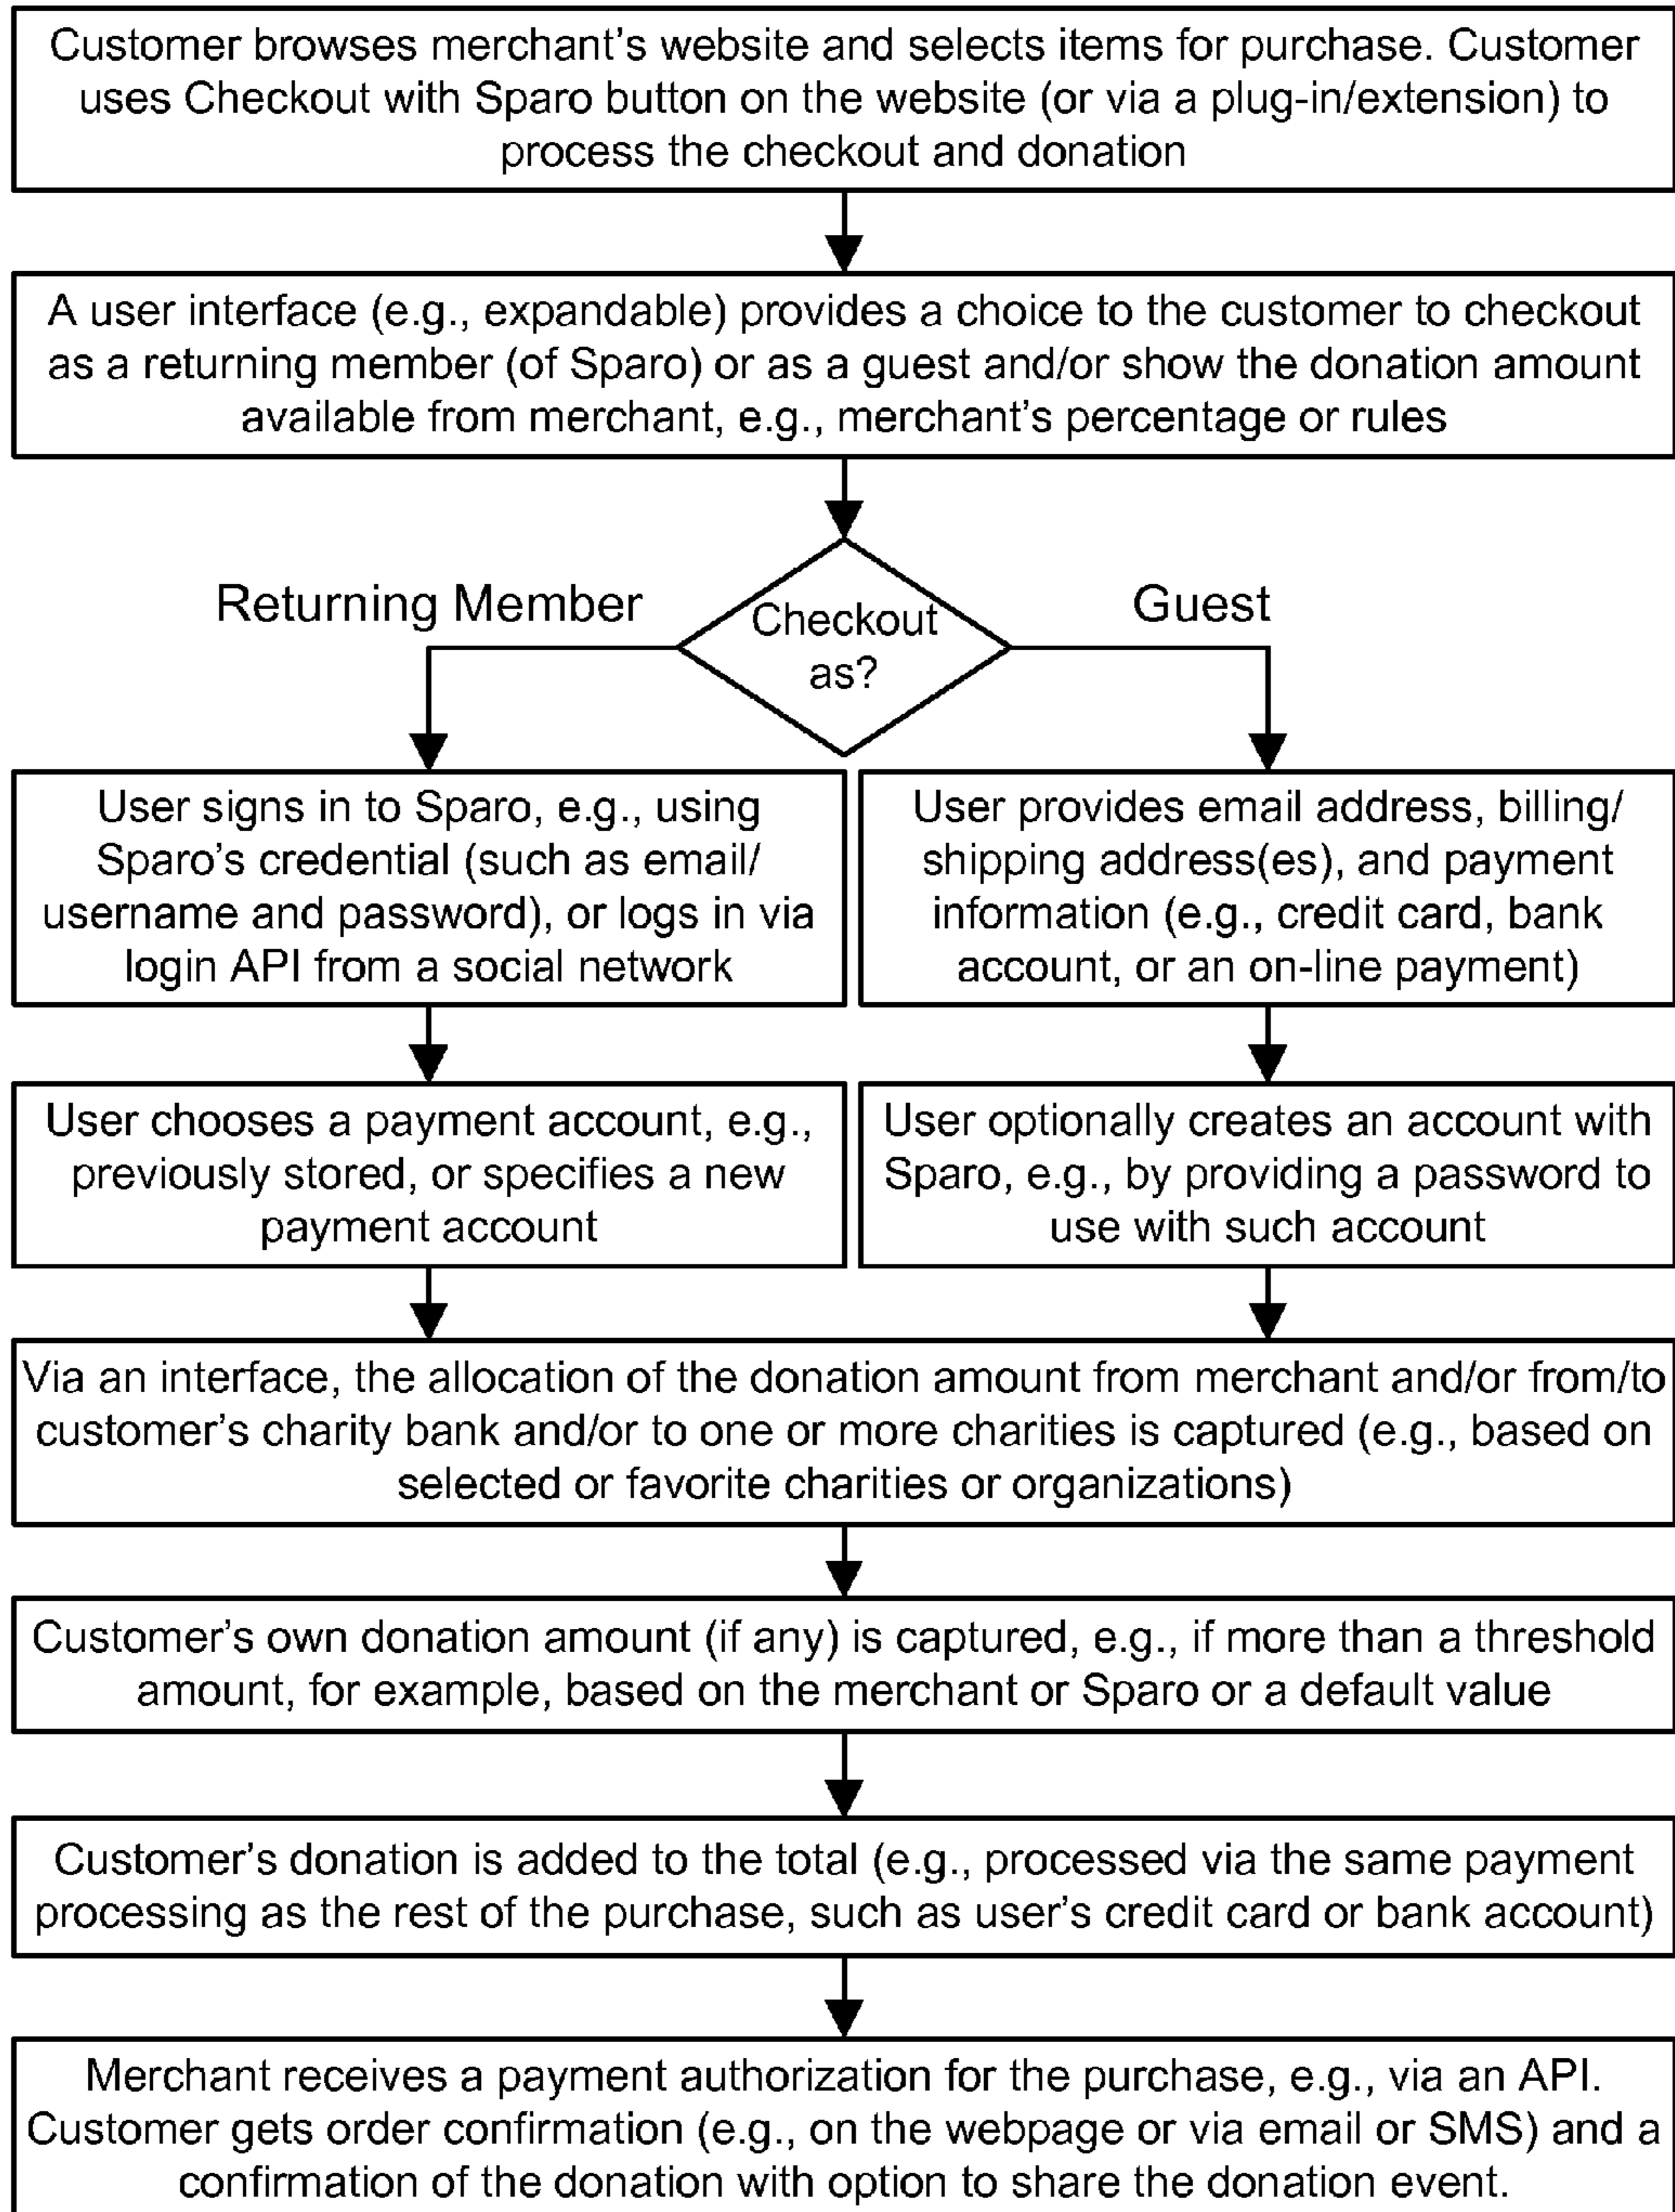 Customer browses merchant's website and selects items for purchase. Customer
uses Checkout with Sparo button on the website (or via a plug-in/extension) to
process the checkout and donation
A user interface (e.g., expandable) provides a choice to the customer to checkout
as a returning member (of Sparo) or as a guest and/or show the donation amount
available from merchant, e.g., merchant's percentage or rules
Returning Member
Checkout
as?
Guest
User signs in to Sparo, e.g., using
Sparo's credential (such as email/
username and password), or logs in via
login API from a social network
User provides email address, billing/
shipping address(es), and payment
information (e.g., credit card, bank
account, or an on-line payment)
User chooses a payment account, e.g.,
previously stored, or specifies a new
payment account
User optionally creates an account with
Sparo, e.g., by providing a password to
use with such account
Via an interface, the allocation of the donation amount from merchant and/or from/to
customer's charity bank and/or to one or more charities is captured (e.g., based on
selected or favorite charities or organizations)
Customer's own donation amount (if any) is captured, e.g., if more than a threshold
amount, for example, based on the merchant or Sparo or a default value
Customer's donation is added to the total (e.g., processed via the same payment
processing as the rest of the purchase, such as user's credit card or bank account)
Merchant receives a payment authorization for the purchase, e.g., via an API.
Customer gets order confirmation (e.g., on the webpage or via email or SMS) and a
confirmation of the donation with option to share the donation event.